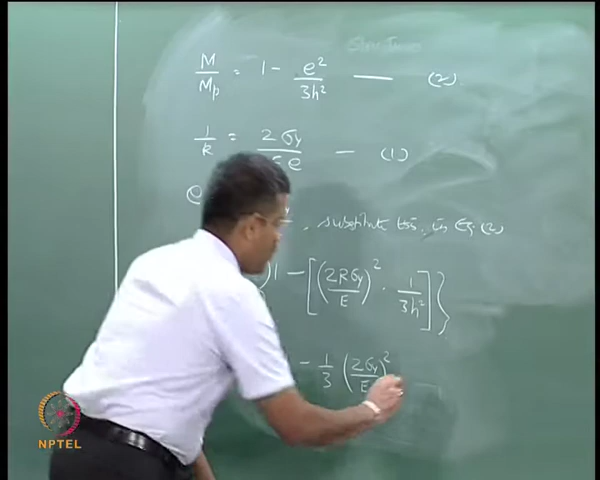 M/Mp = 1 - e²/3h² —— (2)
1/R = 2σy/E e — (1)
e
, substitute this in Eq. (2)
1 - [(2Rσy/E)² · 1/3h²]}
- 1/3 (2σy/E)²
NPTEL